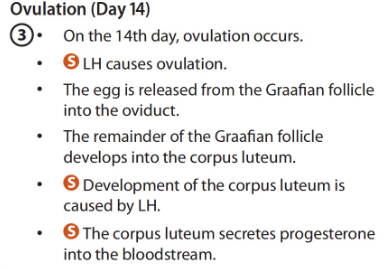 Ovulation (Day 14)
③ • On the 14th day, ovulation occurs.
• S LH causes ovulation.
• The egg is released from the Graafian follicle
into the oviduct.
• The remainder of the Graafian follicle
develops into the corpus luteum.
• S Development of the corpus luteum is
caused by LH.
• S The corpus luteum secretes progesterone
into the bloodstream.